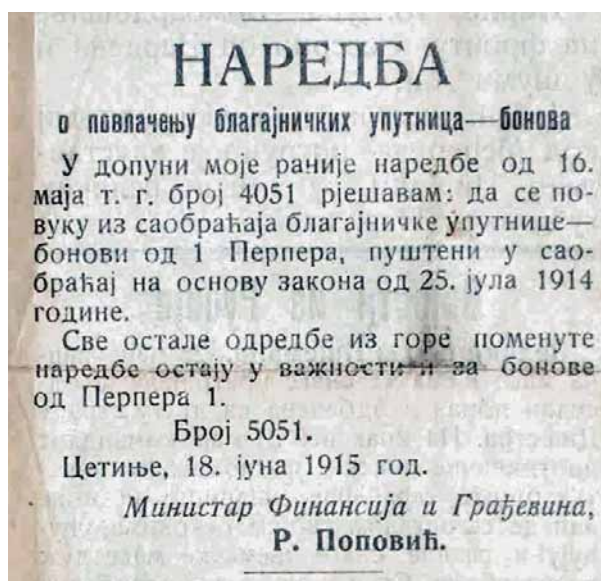 НАРЕДБА
о повлачењу благајничких упутница—бонова
У допуни моје раније наредбе од 16.
маја т. г. број 4051 рјешавам: да се по-
вуку из саобраћаја благајничке упутнице—
бонови од 1 Перпера, пуштени у сао-
браћај на основу закона од 25. јула 1914
године.
Све остале одредбе из горе поменуте
наредбе остају у важности и за бонове
од Перпера 1.
Број 5051.
Цетиње, 18. јуна 1915 год.
Министар Финансија и Грађевина,
Р. Поповић.